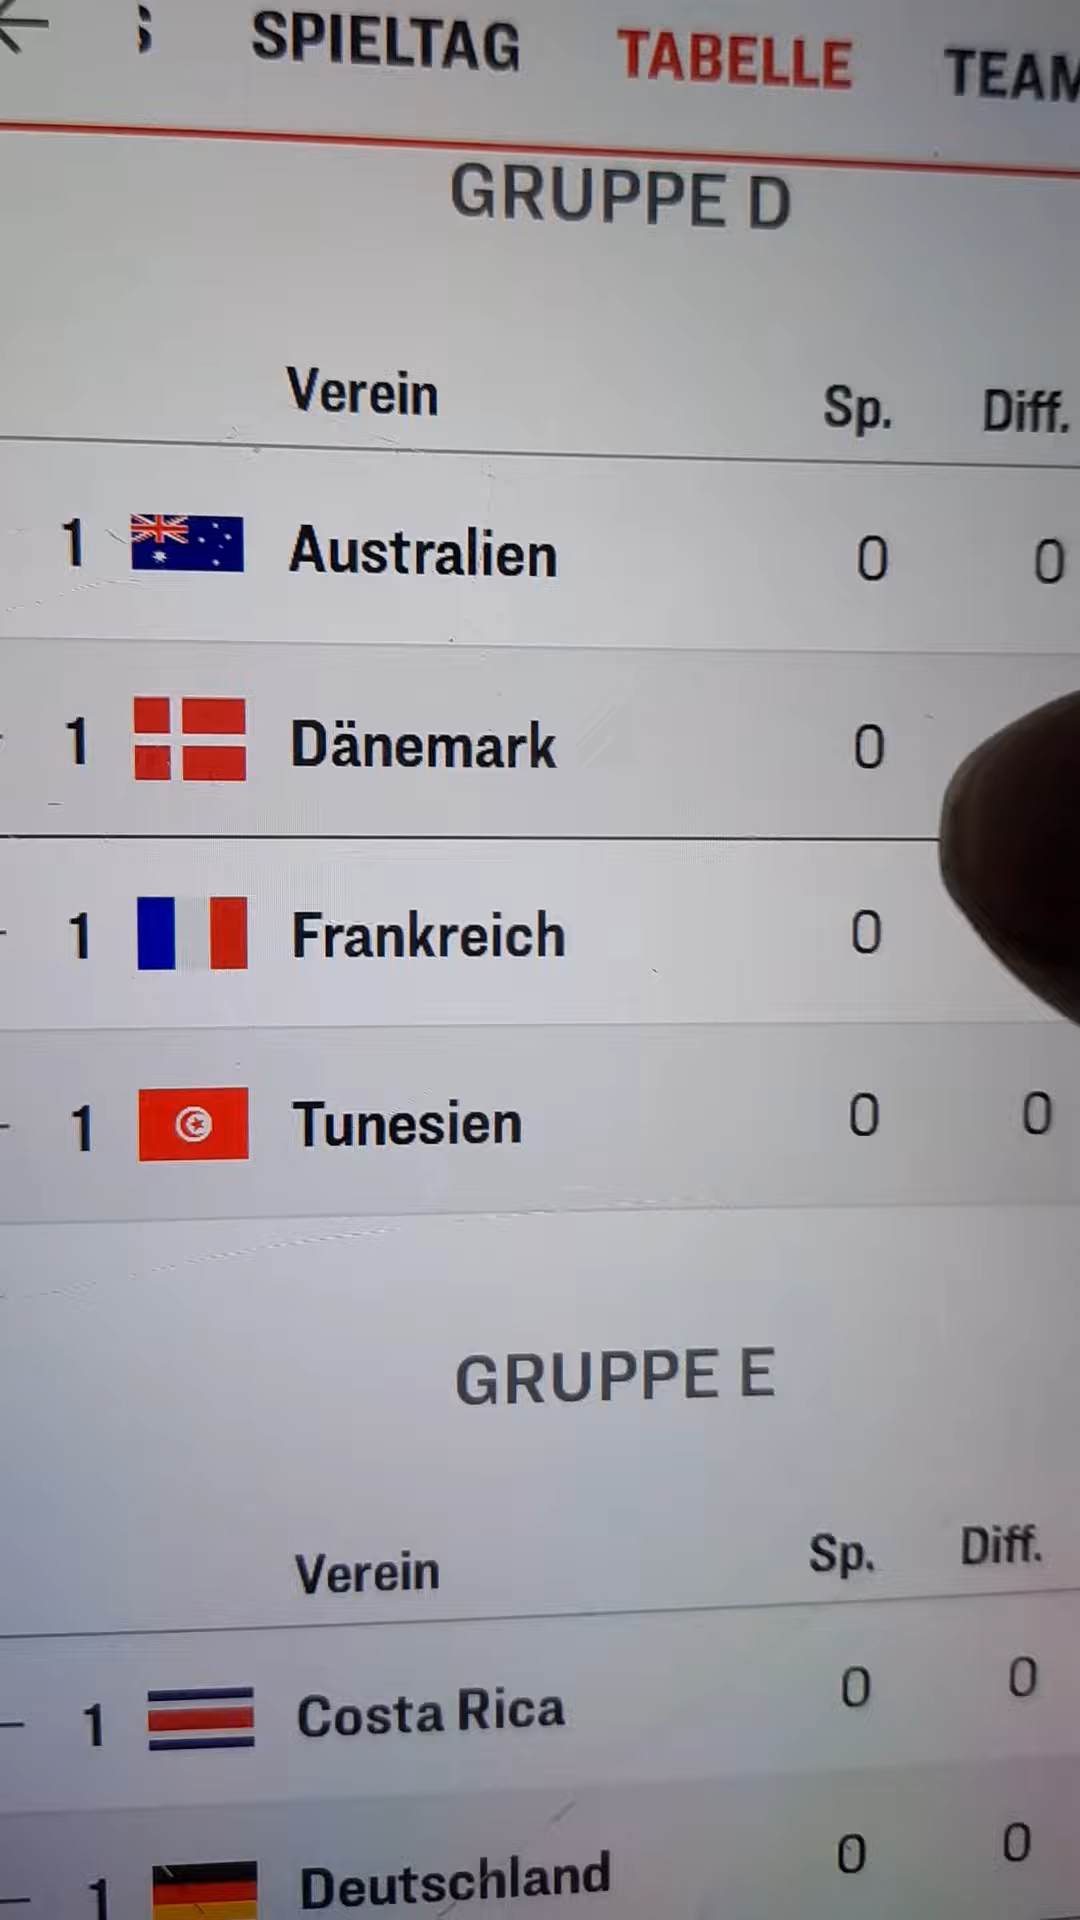 SPIELTAG TABELLE TEAM
GRUPPE D
Verein Sp. Diff.
1 Australien 0 0
1 Dänemark 0
1 Frankreich 0
1 Tunesien 0 0
GRUPPE E
Verein Sp. Diff.
1 Costa Rica 0 0
1 Deutschland 0 0